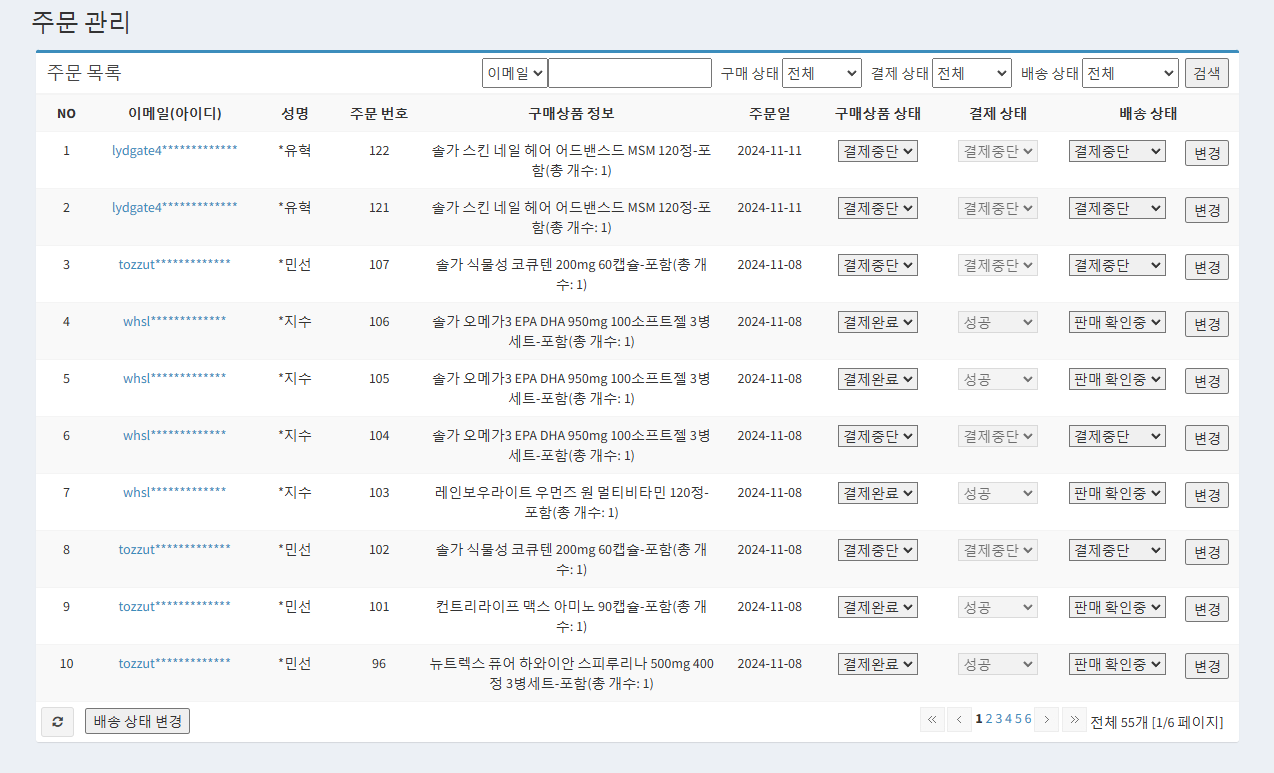 주문 관리
주문 목록 이메일 구매 상태 전체 결제 상태 전체 배송 상태 전체 검색
NO 이메일(아이디) 성명 주문 번호 구매상품 정보 주문일 구매상품 상태 결제 상태 배송 상태
1 lydgate4************* *유혁 122 솔가 스킨 네일 헤어 어드밴스드 MSM 120정-포 2024-11-11 결제중단 결제중단 결제중단 변경
함(총 개수: 1)
2 lydgate4************* *유혁 121 솔가 스킨 네일 헤어 어드밴스드 MSM 120정-포 2024-11-11 결제중단 결제중단 결제중단 변경
함(총 개수: 1)
3 tozzut************* *민선 107 솔가 식물성 코큐텐 200mg 60캡슐-포함(총 개 2024-11-08 결제중단 결제중단 결제중단 변경
수: 1)
4 whsl************* *지수 106 솔가 오메가3 EPA DHA 950mg 100소프트젤 3병 2024-11-08 결제완료 성공 판매 확인중 변경
세트-포함(총 개수: 1)
5 whsl************* *지수 105 솔가 오메가3 EPA DHA 950mg 100소프트젤 3병 2024-11-08 결제완료 성공 판매 확인중 변경
세트-포함(총 개수: 1)
6 whsl************* *지수 104 솔가 오메가3 EPA DHA 950mg 100소프트젤 3병 2024-11-08 결제중단 결제중단 결제중단 변경
세트-포함(총 개수: 1)
7 whsl************* *지수 103 레인보우라이트 우먼즈 원 멀티비타민 120정- 2024-11-08 결제완료 성공 판매 확인중 변경
포함(총 개수: 1)
8 tozzut************* *민선 102 솔가 식물성 코큐텐 200mg 60캡슐-포함(총 개 2024-11-08 결제중단 결제중단 결제중단 변경
수: 1)
9 tozzut************* *민선 101 컨트리라이프 맥스 아미노 90캡슐-포함(총 개 2024-11-08 결제완료 성공 판매 확인중 변경
수: 1)
10 tozzut************* *민선 96 뉴트렉스 퓨어 하와이안 스피루리나 500mg 400 2024-11-08 결제완료 성공 판매 확인중 변경
정 3병세트-포함(총 개수: 1)
배송 상태 변경 « ‹ 1 2 3 4 5 6 › » 전체 55개 [1/6 페이지]